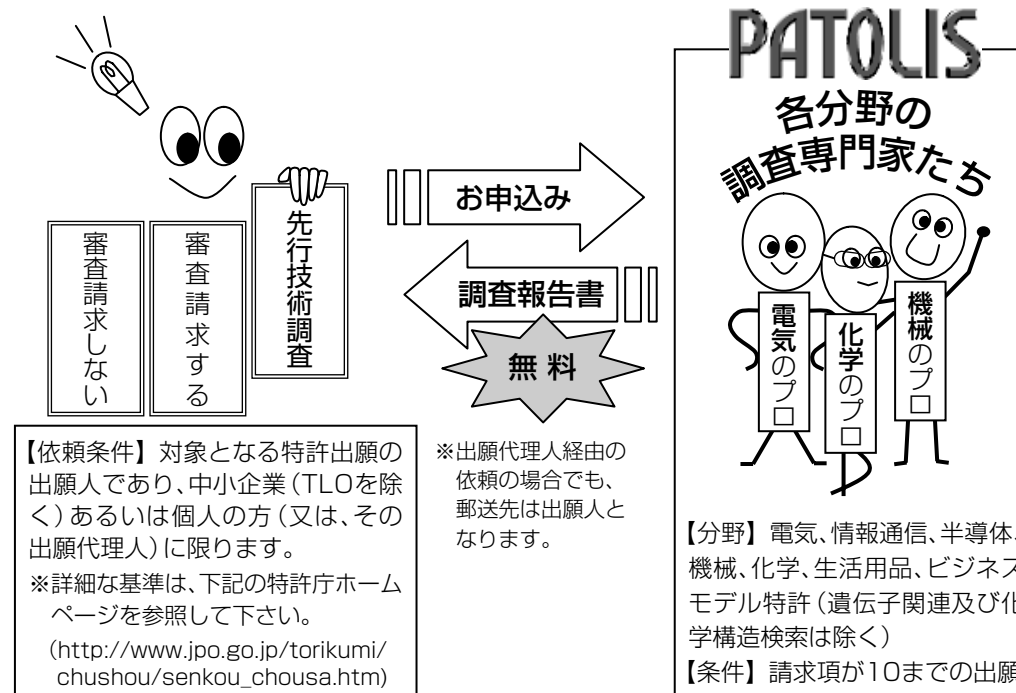 PATOLIS
各分野の
調査専門家たち
お申込み
調査報告書
無料
先行技術調査
審査請求する
審査請求しない
電気のプロ
化学のプロ
機械のプロ
【依頼条件】対象となる特許出願の
出願人であり、中小企業(TLOを除
く)あるいは個人の方(又は、その
出願代理人)に限ります。
※詳細な基準は、下記の特許庁ホーム
ページを参照して下さい。
(http://www.jpo.go.jp/torikumi/
chushou/senkou_chousa.htm)
※出願代理人経由の
依頼の場合でも、
郵送先は出願人と
なります。
【分野】電気、情報通信、半導体、
機械、化学、生活用品、ビジネス
モデル特許(遺伝子関連及び化
学構造検索は除く)
【条件】請求項が10までの出願